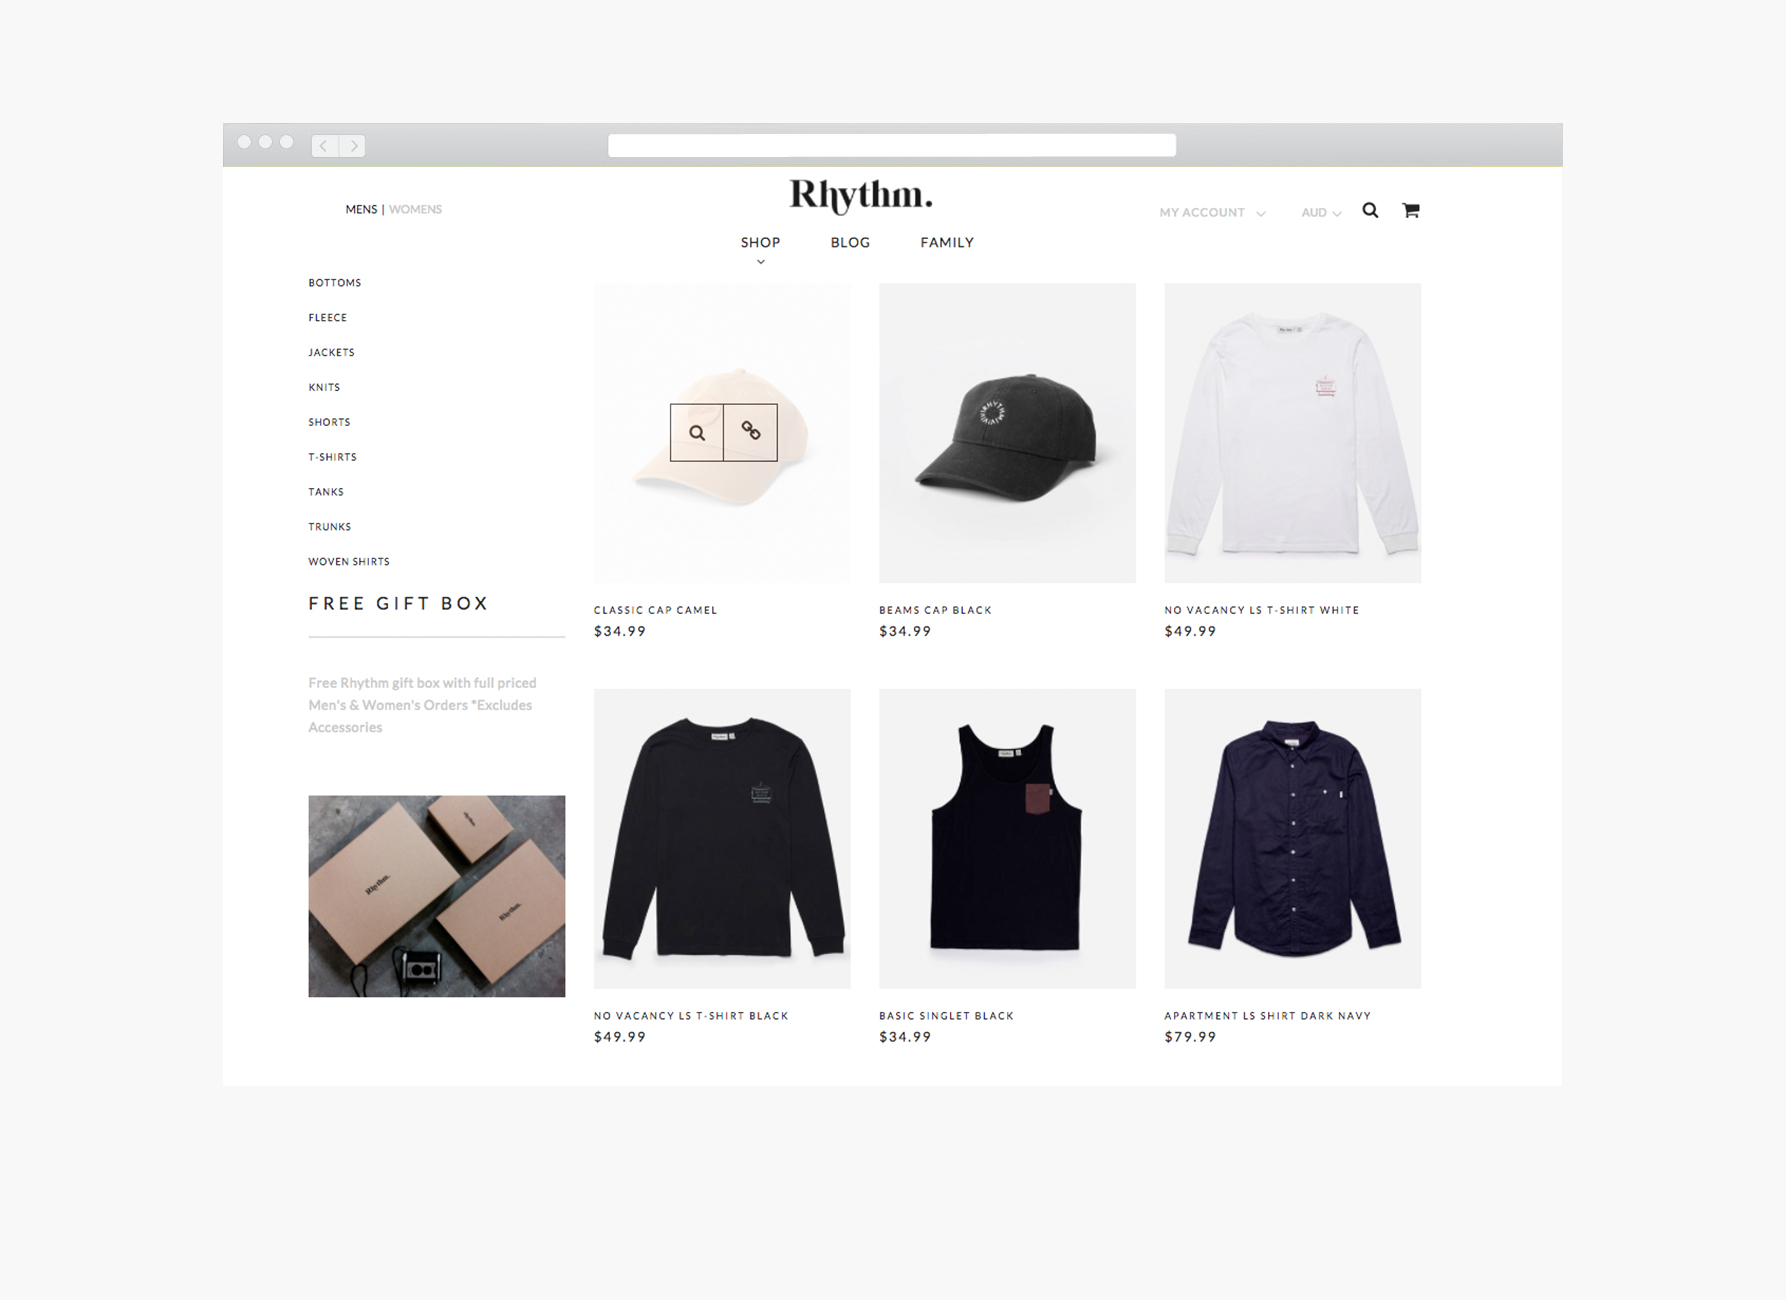 Rhythm.
MENS | WOMENS
MY ACCOUNT
AUD
SHOP
BLOG
FAMILY
BOTTOMS
FLEECE
JACKETS
KNITS
SHORTS
T-SHIRTS
TANKS
TRUNKS
WOVEN SHIRTS
FREE GIFT BOX
Free Rhythm gift box with full priced
Men's & Women's Orders *Excludes
Accessories
Rhythm.
Rhythm.
Rhythm.
CLASSIC CAP CAMEL
$34.99
RHYTHM
BEAMS CAP BLACK
$34.99
NO VACANCY LS T-SHIRT WHITE
$49.99
Rhythm.
NO VACANCY LS T-SHIRT BLACK
$49.99
BASIC SINGLET BLACK
$34.99
APARTMENT LS SHIRT DARK NAVY
$79.99